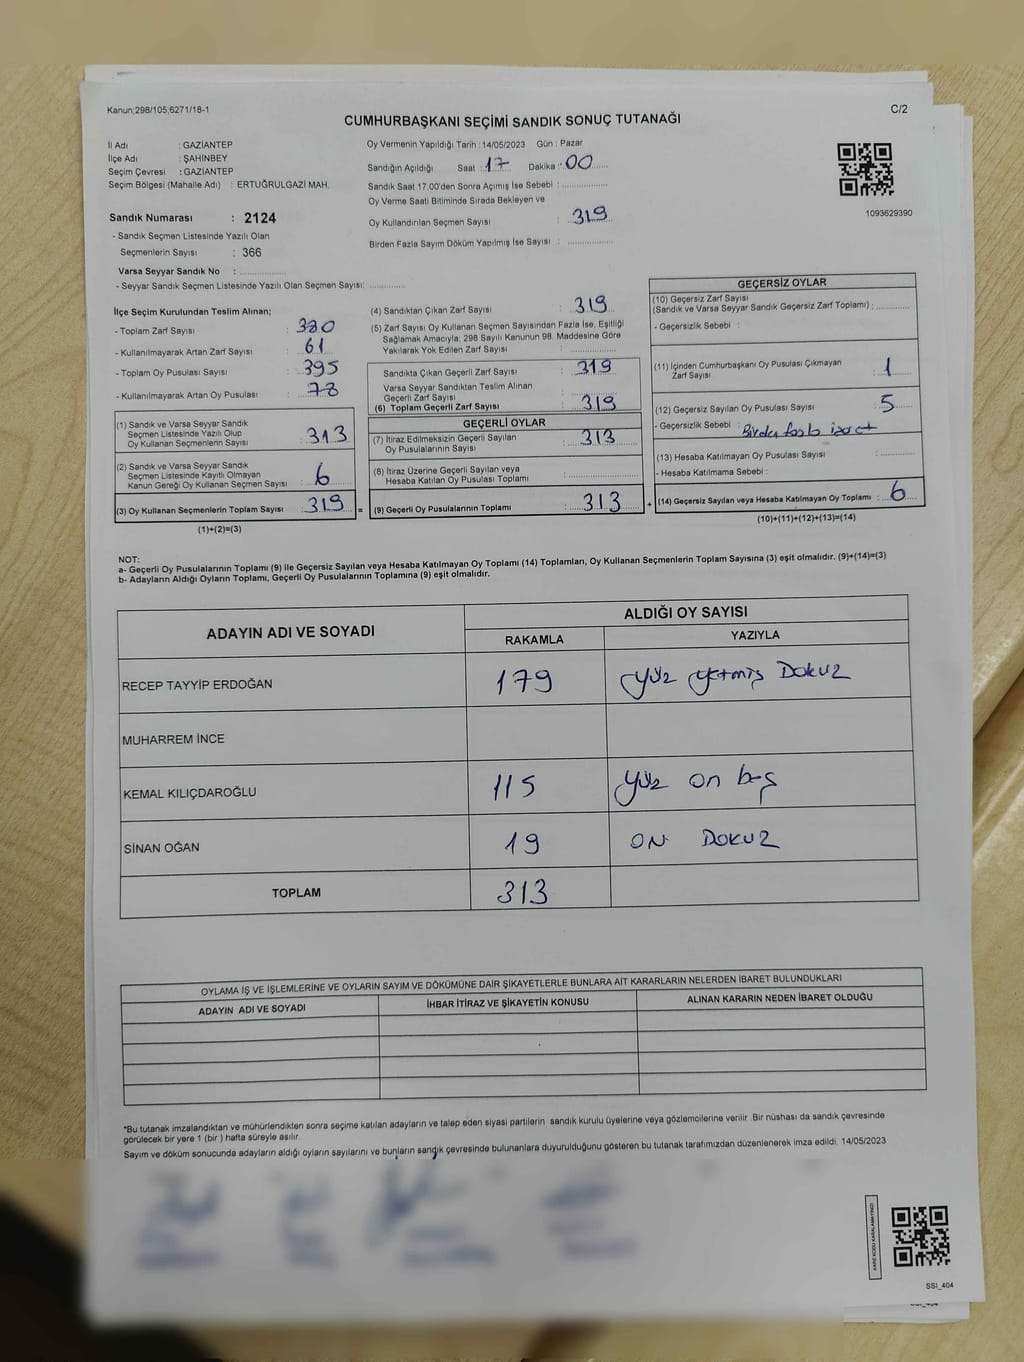 Kanun;298/105,6271/18-1
C/2
CUMHURBAŞKANI SEÇİMİ SANDIK SONUÇ TUTANAĞI
İl Adı : GAZİANTEP
İlçe Adı : ŞAHİNBEY
Seçim Çevresi : GAZİANTEP
Seçim Bölgesi (Mahalle Adı) : ERTUĞRULGAZİ MAH.
Sandık Numarası : 2124
- Sandık Seçmen Listesinde Yazılı Olan
Seçmenlerin Sayısı : 366
Varsa Seyyar Sandık No : ..............
- Seyyar Sandık Seçmen Listesinde Yazılı Olan Seçmen Sayısı: ............
Oy Vermenin Yapıldığı Tarih : 14/05/2023 Gün : Pazar
Sandığın Açıldığı Saat : 17 Dakika : 00
Sandık Saat 17.00'den Sonra Açımış İse Sebebi : ..............
Oy Verme Saati Bitiminde Sırada Bekleyen ve
Oy Kullandırılan Seçmen Sayısı : 319
Birden Fazla Sayım Döküm Yapılmış İse Sayısı : ..............
1093629390
İlçe Seçim Kurulundan Teslim Alınan;
- Toplam Zarf Sayısı : 380
- Kullanılmayarak Artan Zarf Sayısı : 61
- Toplam Oy Pusulası Sayısı : 395
- Kullanılmayarak Artan Oy Pusulası : 78
(1) Sandık ve Varsa Seyyar Sandık
Seçmen Listesinde Yazılı Olup
Oy Kullanan Seçmenlerin Sayısı : 313
(2) Sandık ve Varsa Seyyar Sandık
Seçmen Listesinde Kayıtlı Olmayan
Kanun Gereği Oy Kullanan Seçmen Sayısı : 6
(3) Oy Kullanan Seçmenlerin Toplam Sayısı : 319 =
(1)+(2)=(3)
(4) Sandıktan Çıkan Zarf Sayısı : 319
(5) Zarf Sayısı Oy Kullanan Seçmen Sayısından Fazla İse, Eşitliği
Sağlamak Amacıyla; 298 Sayılı Kanunun 98. Maddesine Göre
Yakılarak Yok Edilen Zarf Sayısı : ..............
Sandıkta Çıkan Geçerli Zarf Sayısı : 319
Varsa Seyyar Sandıktan Teslim Alınan
Geçerli Zarf Sayısı :
(6) Toplam Geçerli Zarf Sayısı : 319
GEÇERLİ OYLAR
(7) İtiraz Edilmeksizin Geçerli Sayılan
Oy Pusulalarının Sayısı : 313
(8) İtiraz Üzerine Geçerli Sayılan veya
Hesaba Katılan Oy Pusulası Toplamı : ..............
(9) Geçerli Oy Pusulalarının Toplamı : 313 +
GEÇERSİZ OYLAR
(10) Geçersiz Zarf Sayısı
(Sandık ve Varsa Seyyar Sandık Geçersiz Zarf Toplamı) : ..............
- Geçersizlik Sebebi :
(11) İçinden Cumhurbaşkanı Oy Pusulası Çıkmayan
Zarf Sayısı : 1
(12) Geçersiz Sayılan Oy Pusulası Sayısı : 5
- Geçersizlik Sebebi : Birden fazla işaret
(13) Hesaba Katılmayan Oy Pusulası Sayısı : ..............
- Hesaba Katılmama Sebebi :
(14) Geçersiz Sayılan veya Hesaba Katılmayan Oy Toplamı : 6
(10)+(11)+(12)+(13)=(14)
NOT:
a- Geçerli Oy Pusulalarının Toplamı (9) ile Geçersiz Sayılan veya Hesaba Katılmayan Oy Toplamı (14) Toplamları, Oy Kullanan Seçmenlerin Toplam Sayısına (3) eşit olmalıdır. (9)+(14)=(3)
b- Adayların Aldığı Oyların Toplamı, Geçerli Oy Pusulalarının Toplamına (9) eşit olmalıdır.
ADAYIN ADI VE SOYADI
ALDIĞI OY SAYISI
RAKAMLA YAZIYLA
RECEP TAYYİP ERDOĞAN 179 yüz yetmiş Dokuz
MUHARREM İNCE
KEMAL KILIÇDAROĞLU 115 yüz on beş
SİNAN OĞAN 19 ON DOKUZ
TOPLAM 313
OYLAMA İŞ VE İŞLEMLERİNE VE OYLARIN SAYIM VE DÖKÜMÜNE DAİR ŞİKAYETLERLE BUNLARA AİT KARARLARIN NELERDEN İBARET BULUNDUKLARI
ADAYIN ADI VE SOYADI İHBAR İTİRAZ VE ŞİKAYETİN KONUSU ALINAN KARARIN NEDEN İBARET OLDUĞU
*Bu tutanak imzalandıktan ve mühürlendikten sonra seçime katılan adayların ve talep eden siyasi partilerin sandık kurulu üyelerine veya gözlemcilerine verilir .Bir nüshası da sandık çevresinde
görülecek bir yere 1 (bir ) hafta süreyle asılır.
Sayım ve döküm sonucunda adayların aldığı oyların sayılarını ve bunların sandık çevresinde bulunanlara duyurulduğunu gösteren bu tutanak tarafımızdan düzenlenerek imza edildi. 14/05/2023
KARE KODU KARALAMAYINIZ!
SSI_404